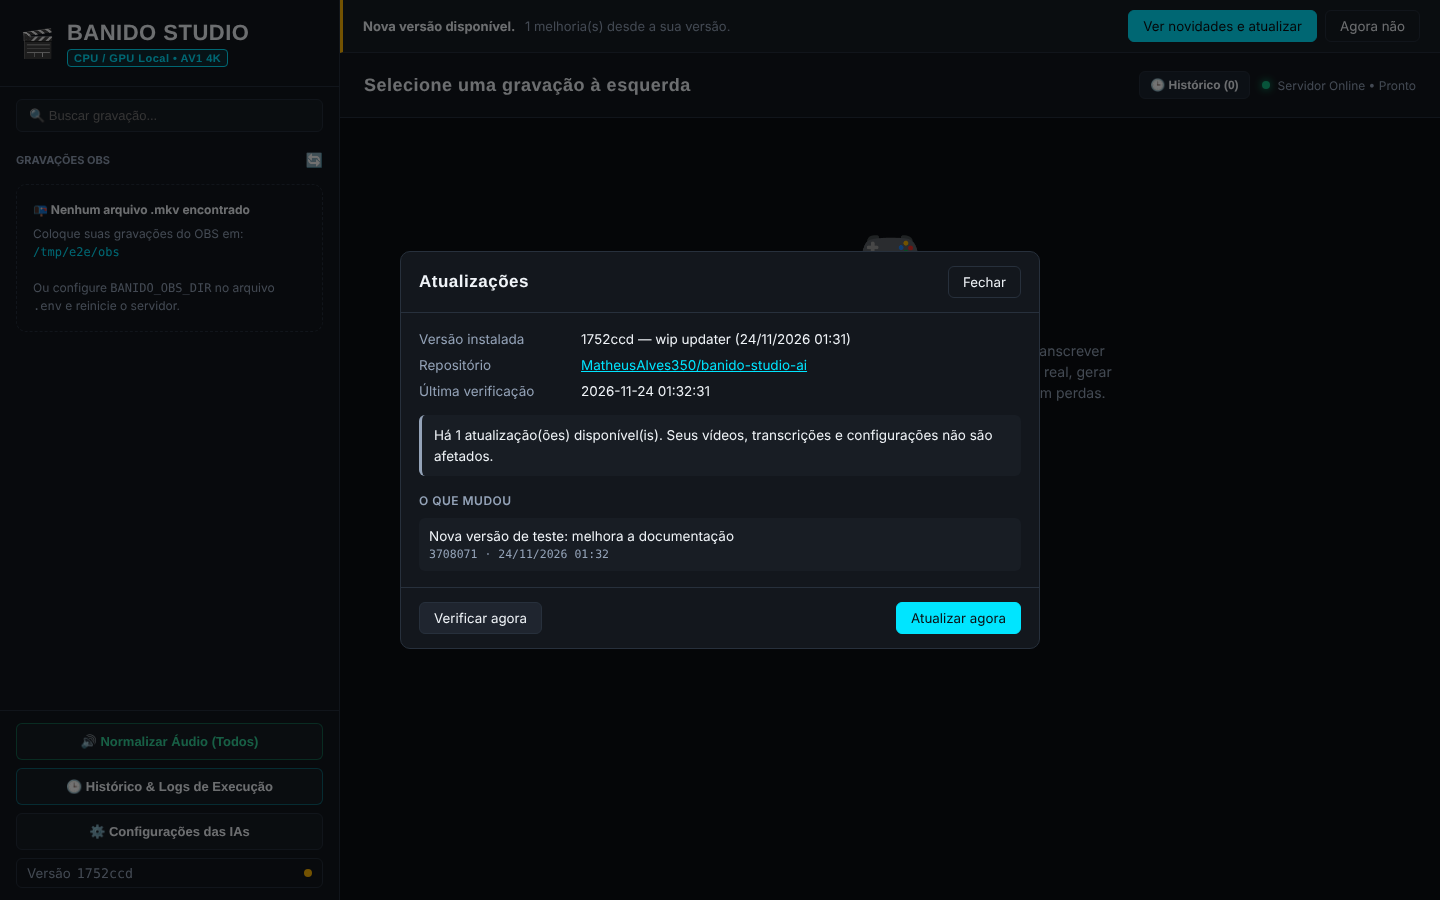 BANIDO STUDIO
CPU / GPU Local • AV1 4K
Buscar gravação...
GRAVAÇÕES OBS
Nenhum arquivo .mkv encontrado
Coloque suas gravações do OBS em:
/tmp/e2e/obs
Ou configure BANIDO_OBS_DIR no arquivo
.env e reinicie o servidor.
Normalizar Áudio (Todos)
Histórico & Logs de Execução
Configurações das IAs
Versão 1752ccd
Nova versão disponível. 1 melhoria(s) desde a sua versão.
Ver novidades e atualizar
Agora não
Selecione uma gravação à esquerda
Histórico (0)
Servidor Online • Pronto
anscrever
real, gerar
m perdas.
Atualizações
Fechar
Versão instalada 1752ccd — wip updater (24/11/2026 01:31)
Repositório MatheusAlves350/banido-studio-ai
Última verificação 2026-11-24 01:32:31
Há 1 atualização(ões) disponível(is). Seus vídeos, transcrições e configurações não são
afetados.
O QUE MUDOU
Nova versão de teste: melhora a documentação
3708071 · 24/11/2026 01:32
Verificar agora
Atualizar agora